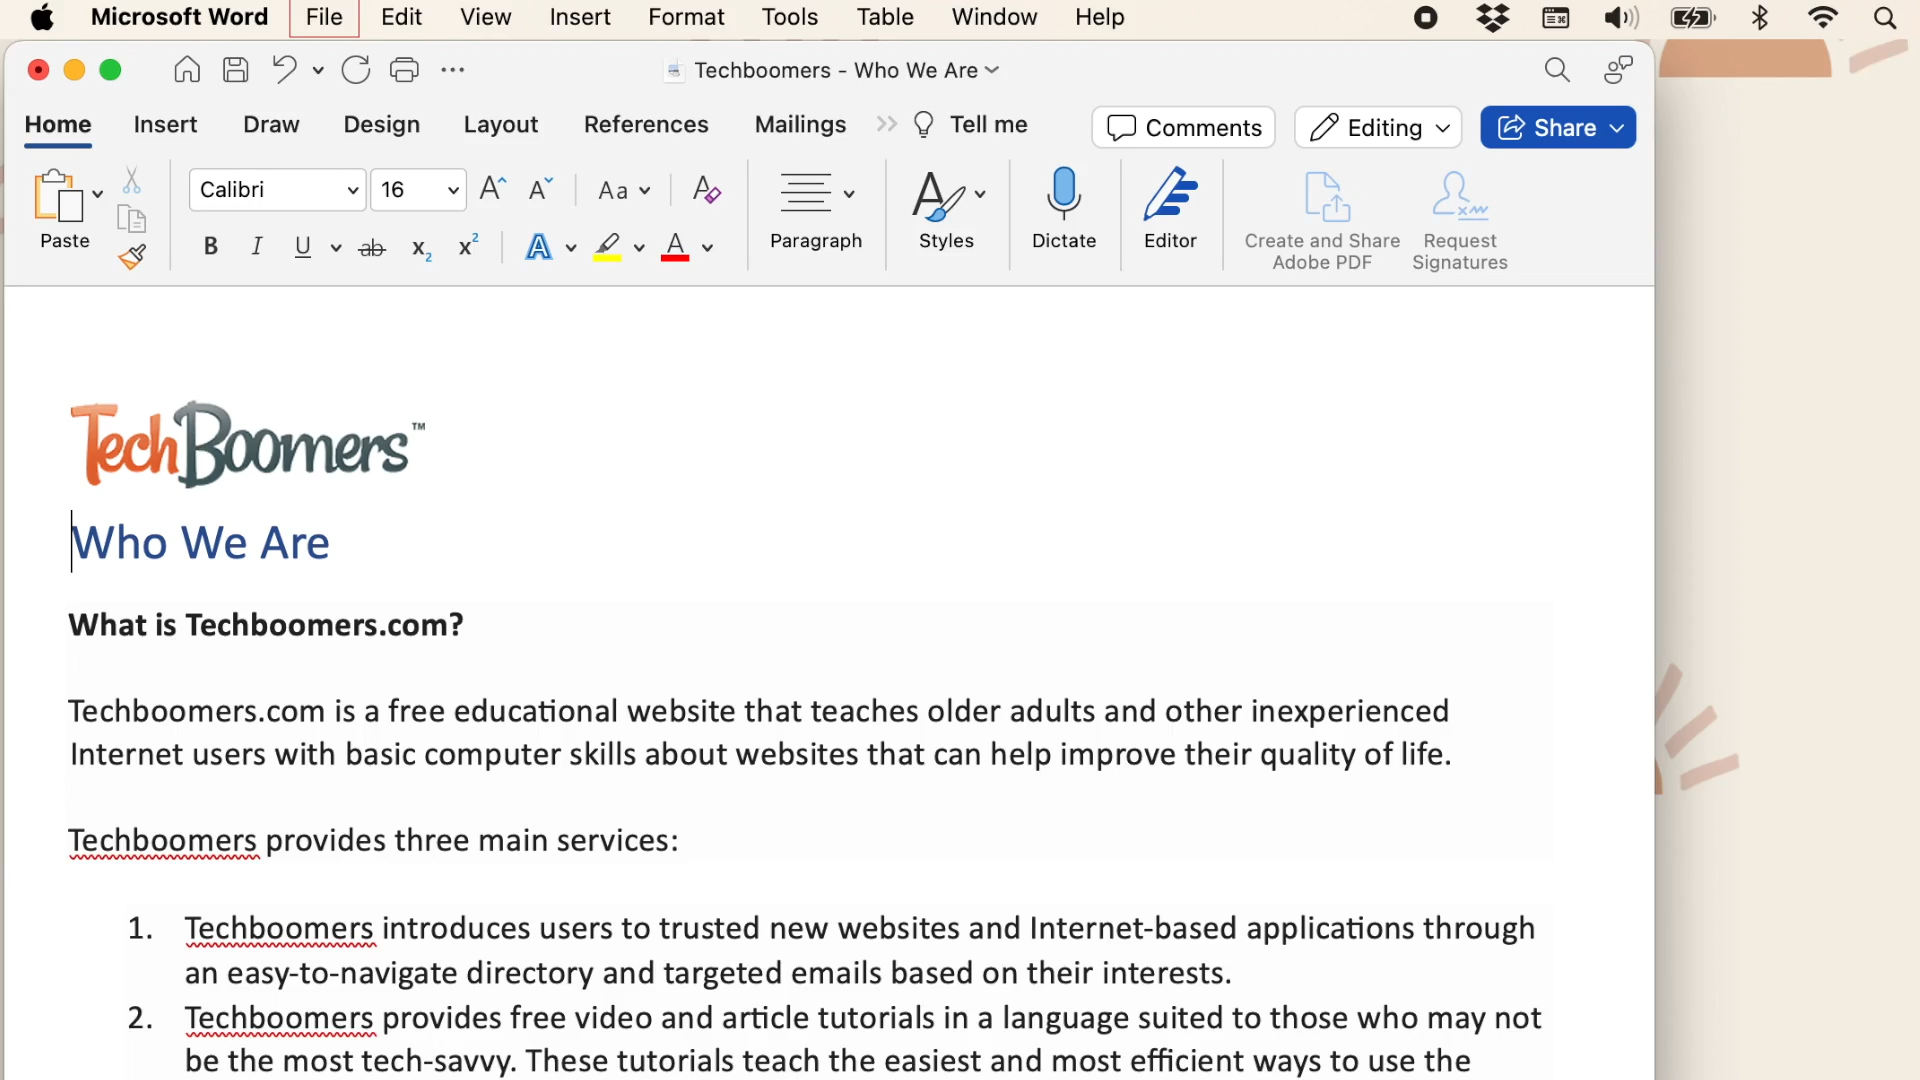 Microsoft Word File Edit View Insert Format Tools Table Window Help
Techboomers - Who We Are
Home Insert Draw Design Layout References Mailings Tell me Comments Editing Share
Calibri 16 Aa
Paste Paragraph Styles Dictate Editor Create and Share Adobe PDF Request Signatures
TechBoomers™
Who We Are
What is Techboomers.com?
Techboomers.com is a free educational website that teaches older adults and other inexperienced
Internet users with basic computer skills about websites that can help improve their quality of life.
Techboomers provides three main services:
1. Techboomers introduces users to trusted new websites and Internet-based applications through
an easy-to-navigate directory and targeted emails based on their interests.
2. Techboomers provides free video and article tutorials in a language suited to those who may not
be the most tech-savvy. These tutorials teach the easiest and most efficient ways to use the